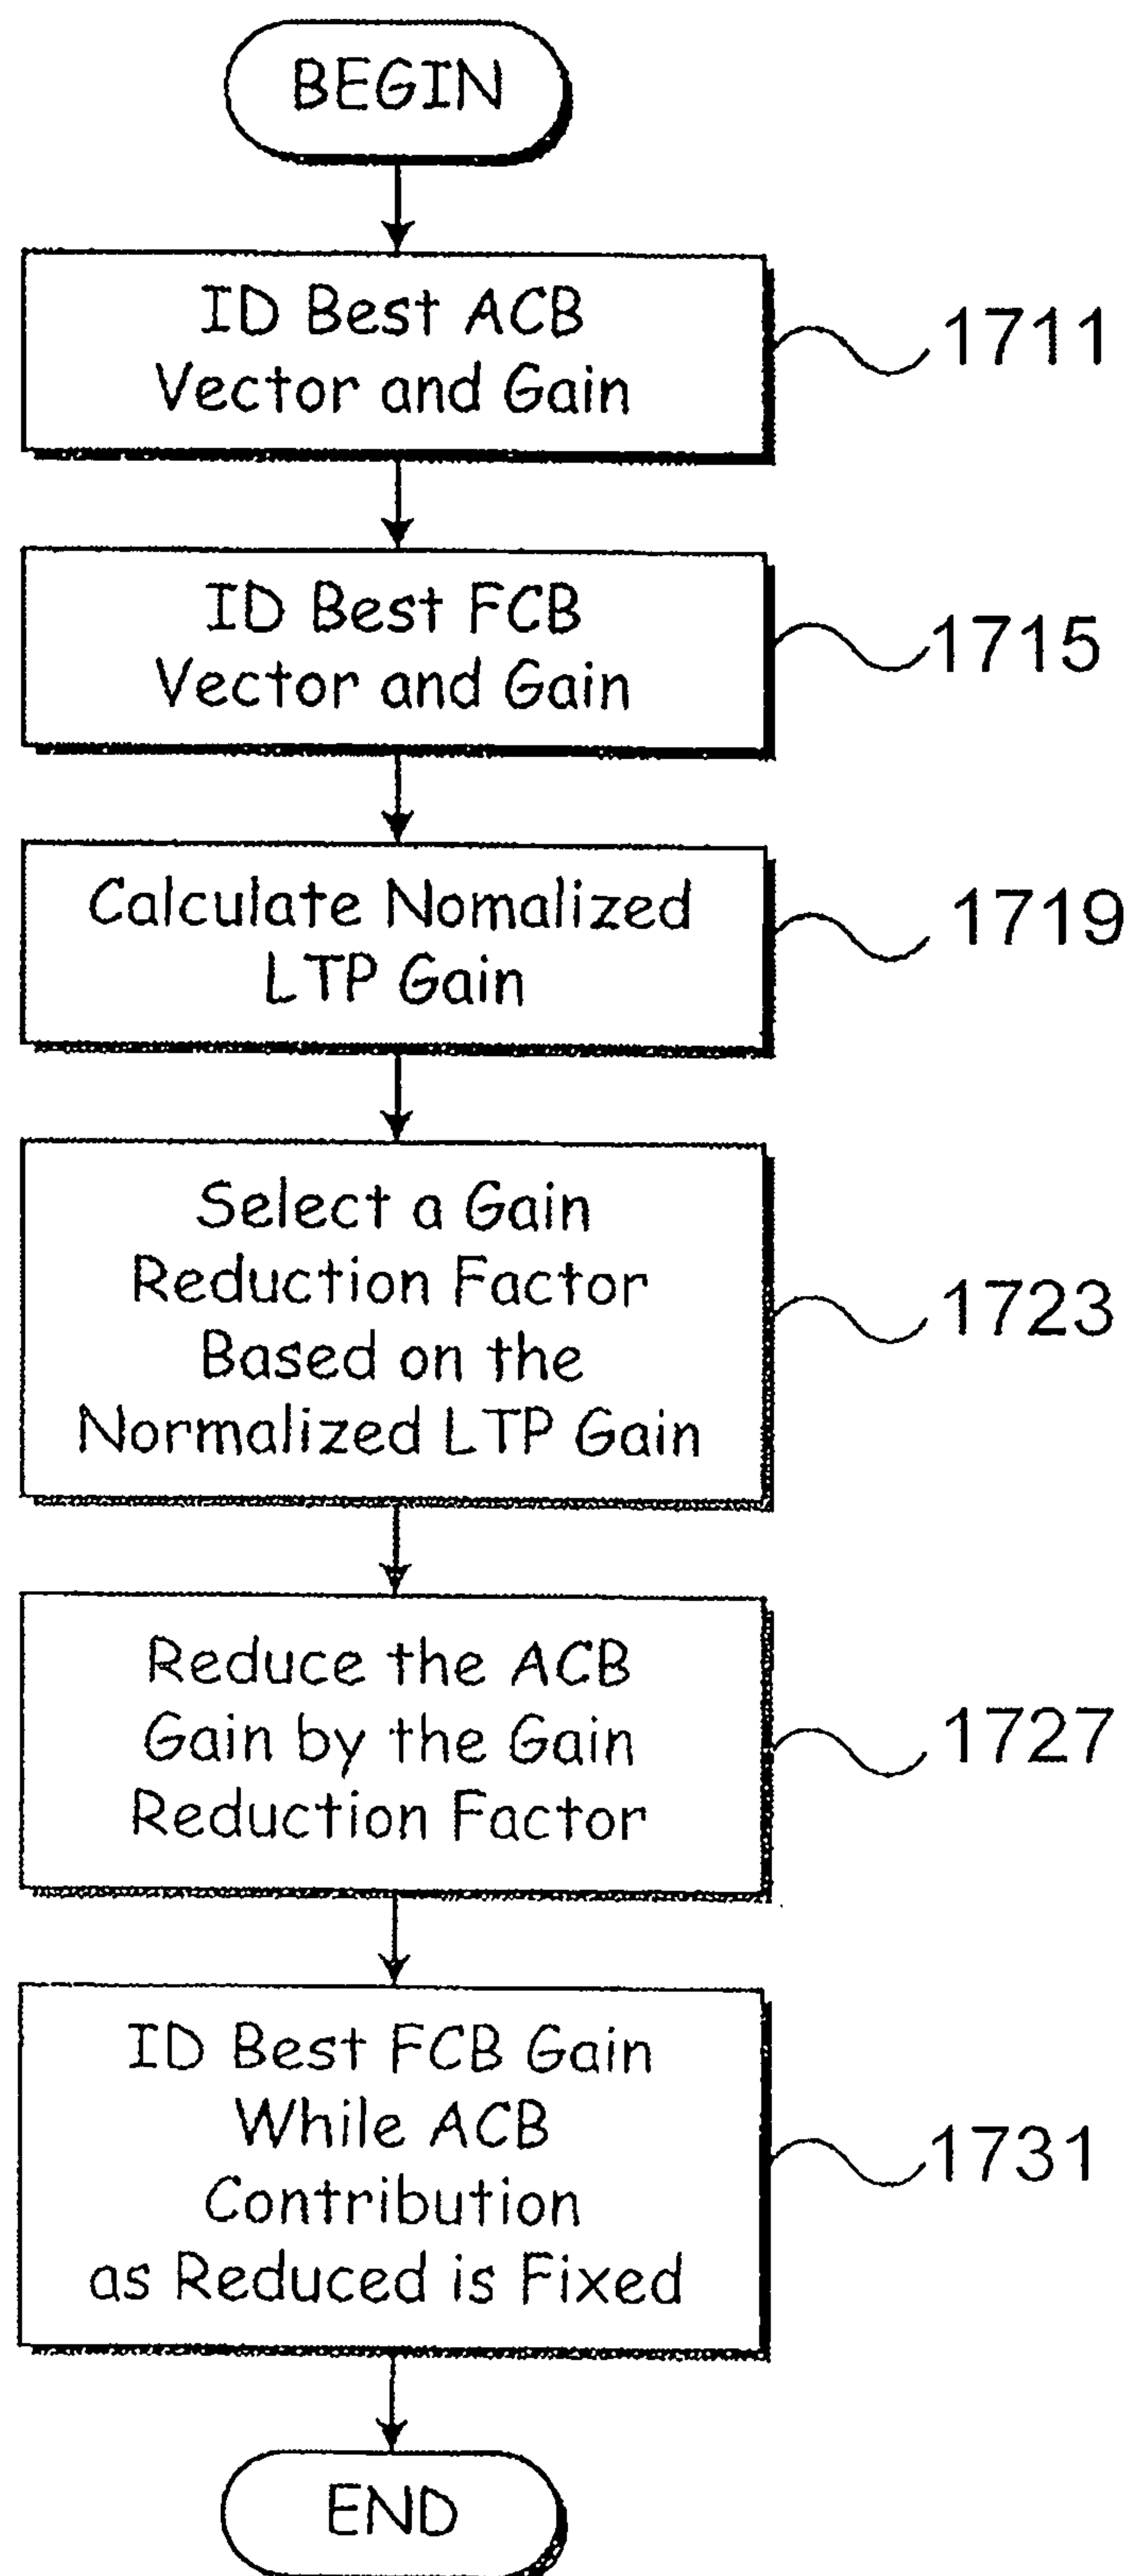 BEGIN
ID Best ACB
Vector and Gain
1711
ID Best FCB
Vector and Gain
1715
Calculate Nomalized
LTP Gain
1719
Select a Gain
Reduction Factor
Based on the
Normalized LTP Gain
1723
Reduce the ACB
Gain by the Gain
Reduction Factor
1727
ID Best FCB Gain
While ACB
Contribution
as Reduced is Fixed
1731
END